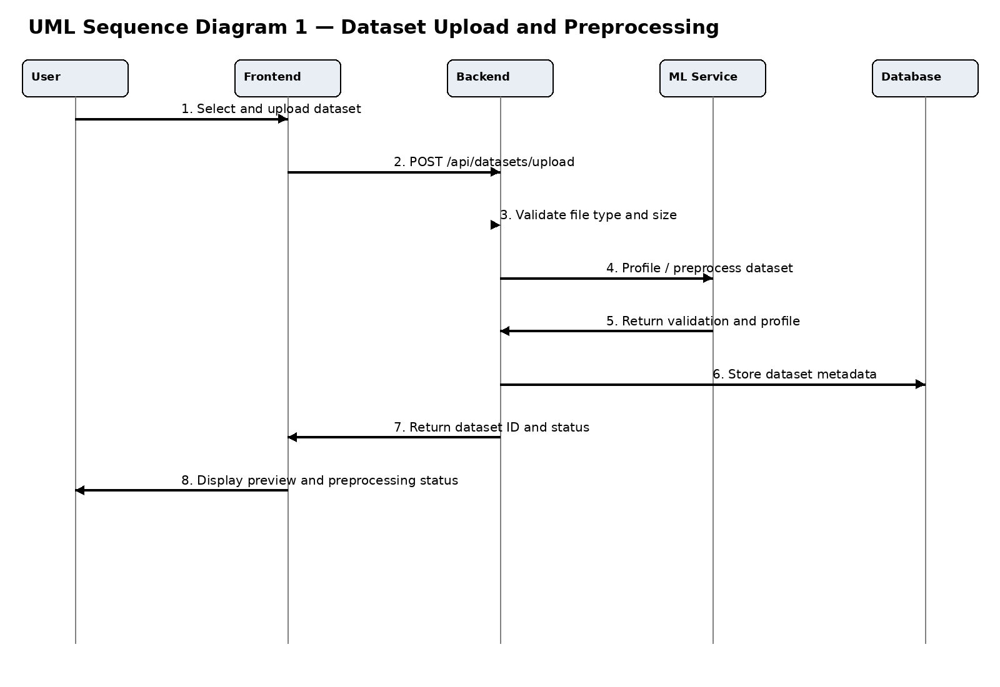 UML Sequence Diagram 1 — Dataset Upload and Preprocessing
User
Frontend
Backend
ML Service
Database
1. Select and upload dataset
2. POST /api/datasets/upload
3. Validate file type and size
4. Profile / preprocess dataset
5. Return validation and profile
6. Store dataset metadata
7. Return dataset ID and status
8. Display preview and preprocessing status